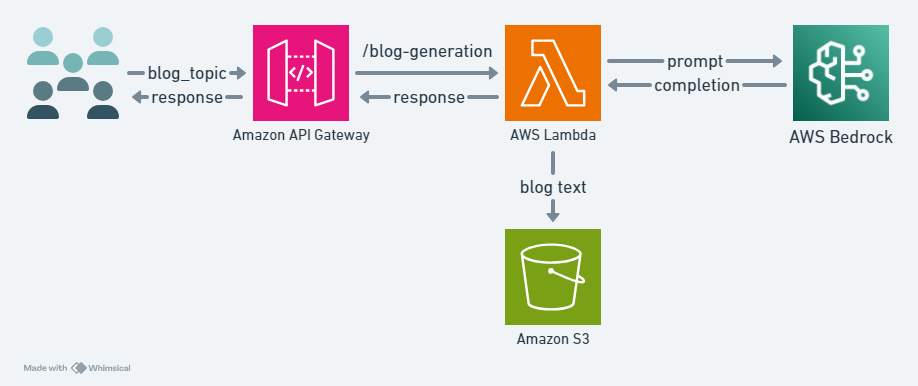 blog_topic
response
Amazon API Gateway
/blog-generation
response
AWS Lambda
prompt
completion
AWS Bedrock
blog text
Amazon S3
Made with Whimsical